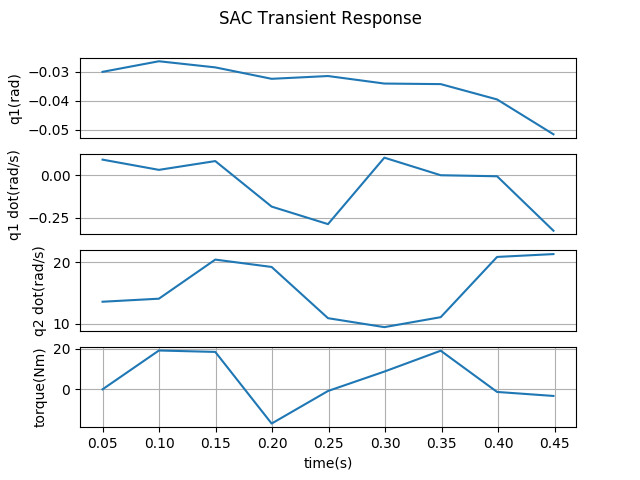 SAC Transient Response
q1(rad)
−0.03
−0.04
−0.05
q1 dot(rad/s)
0.00
−0.25
q2 dot(rad/s)
20
10
torque(Nm)
20
0
0.05 0.10 0.15 0.20 0.25 0.30 0.35 0.40 0.45
time(s)